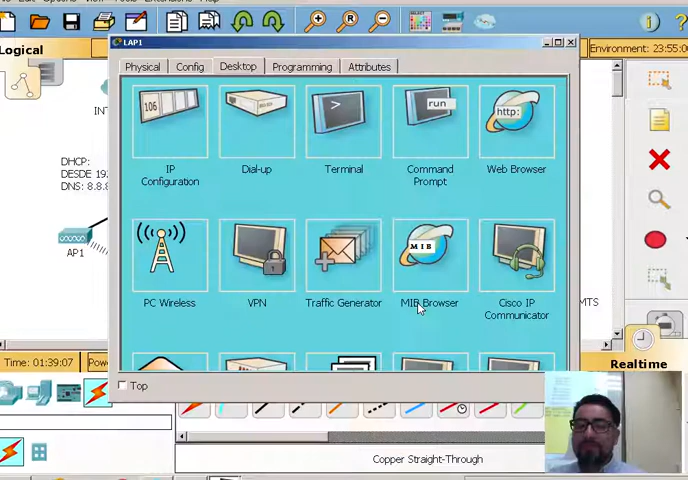 Logical
LAP1
Environment: 23:55:0
Physical
Config
Desktop
Programming
Attributes
106
>
run
http:
IP Configuration
Dial-up
Terminal
Command Prompt
Web Browser
DHCP:
DESDE 19
DNS: 8.8.8
AP1
MIB
PC Wireless
VPN
Traffic Generator
MIB Browser
Cisco IP Communicator
MTS
Time: 01:39:07
Top
Realtime
Copper Straight-Through